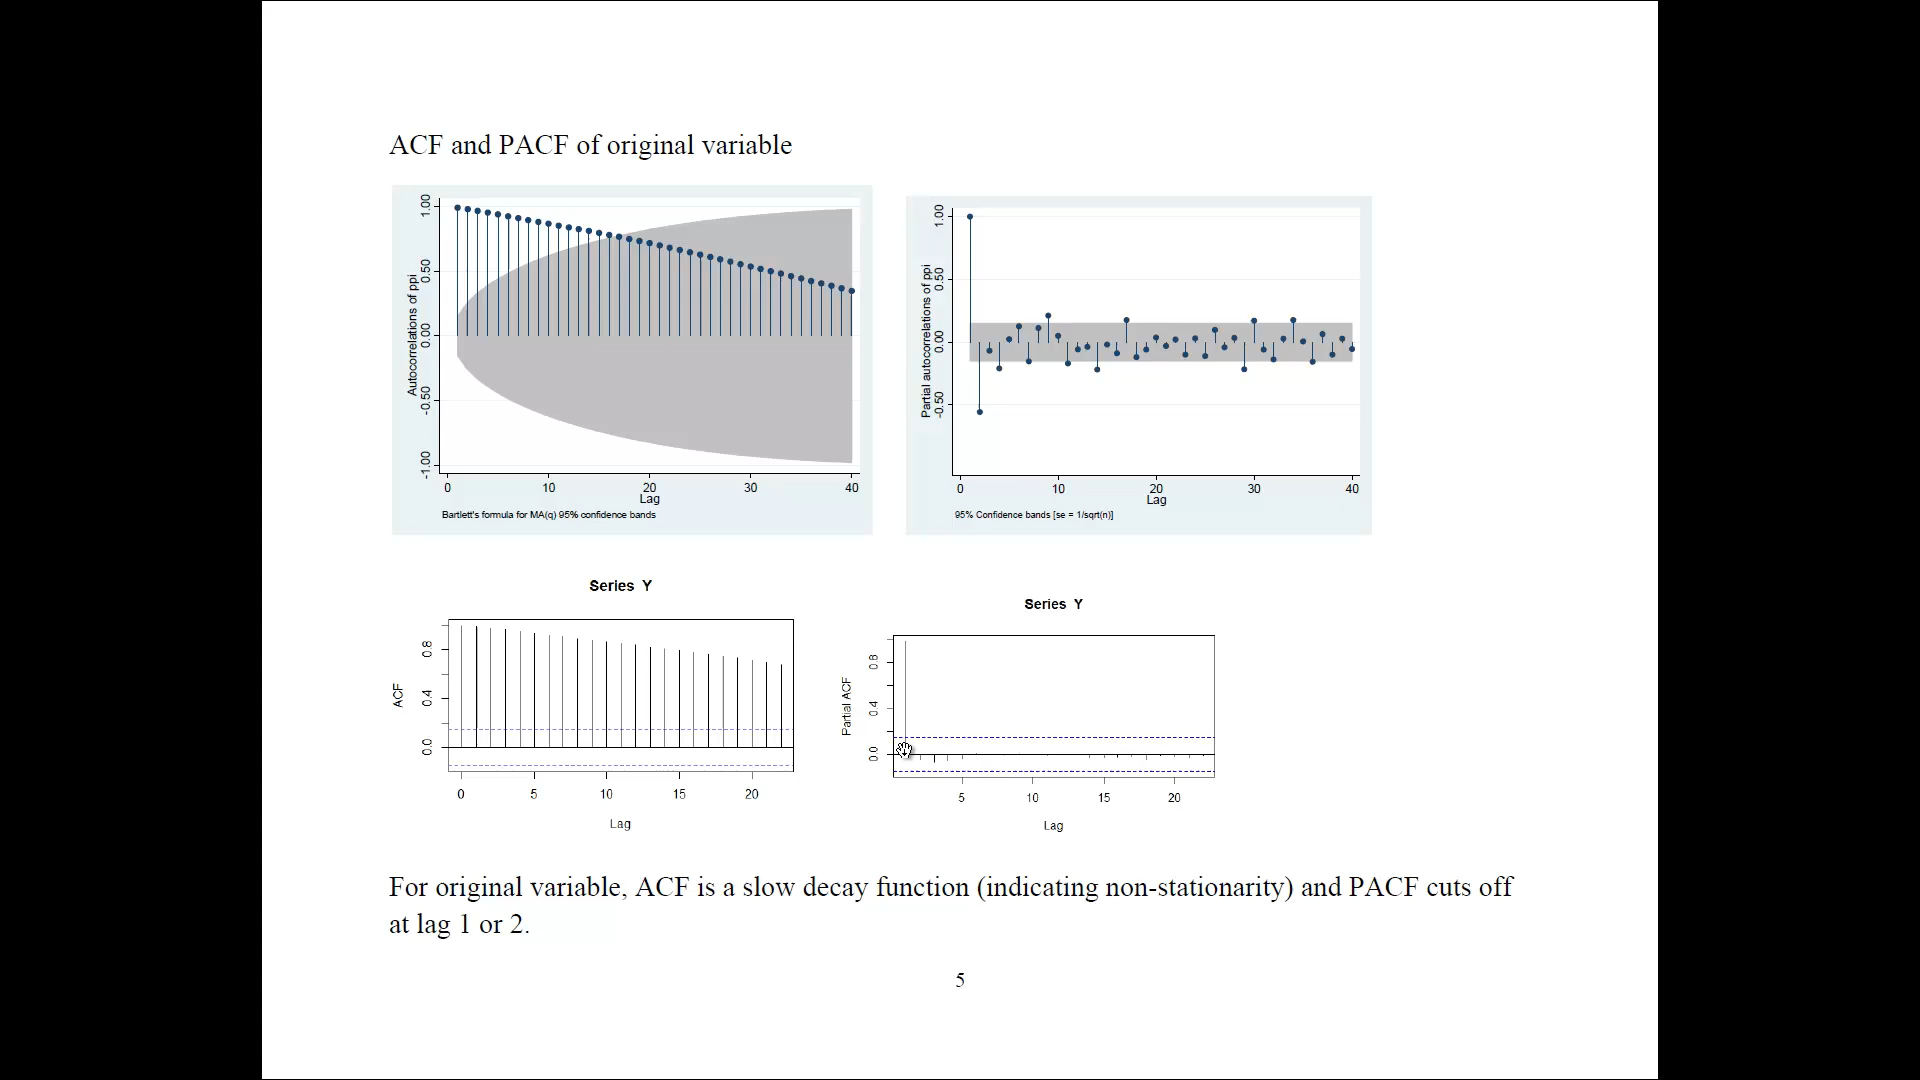 ACF and PACF of original variable
Autocorrelations of ppi
1.00
0.50
0.00
-0.50
-1.00
0 10 20 30 40
Lag
Bartlett's formula for MA(q) 95% confidence bands
Partial autocorrelations of ppi
1.00
0.50
0.00
-0.50
0 10 20 30 40
Lag
95% Confidence bands [se = 1/sqrt(n)]
Series Y
ACF
0.8
0.4
0.0
0 5 10 15 20
Lag
Series Y
Partial ACF
0.8
0.4
0.0
5 10 15 20
Lag
For original variable, ACF is a slow decay function (indicating non-stationarity) and PACF cuts off
at lag 1 or 2.
5